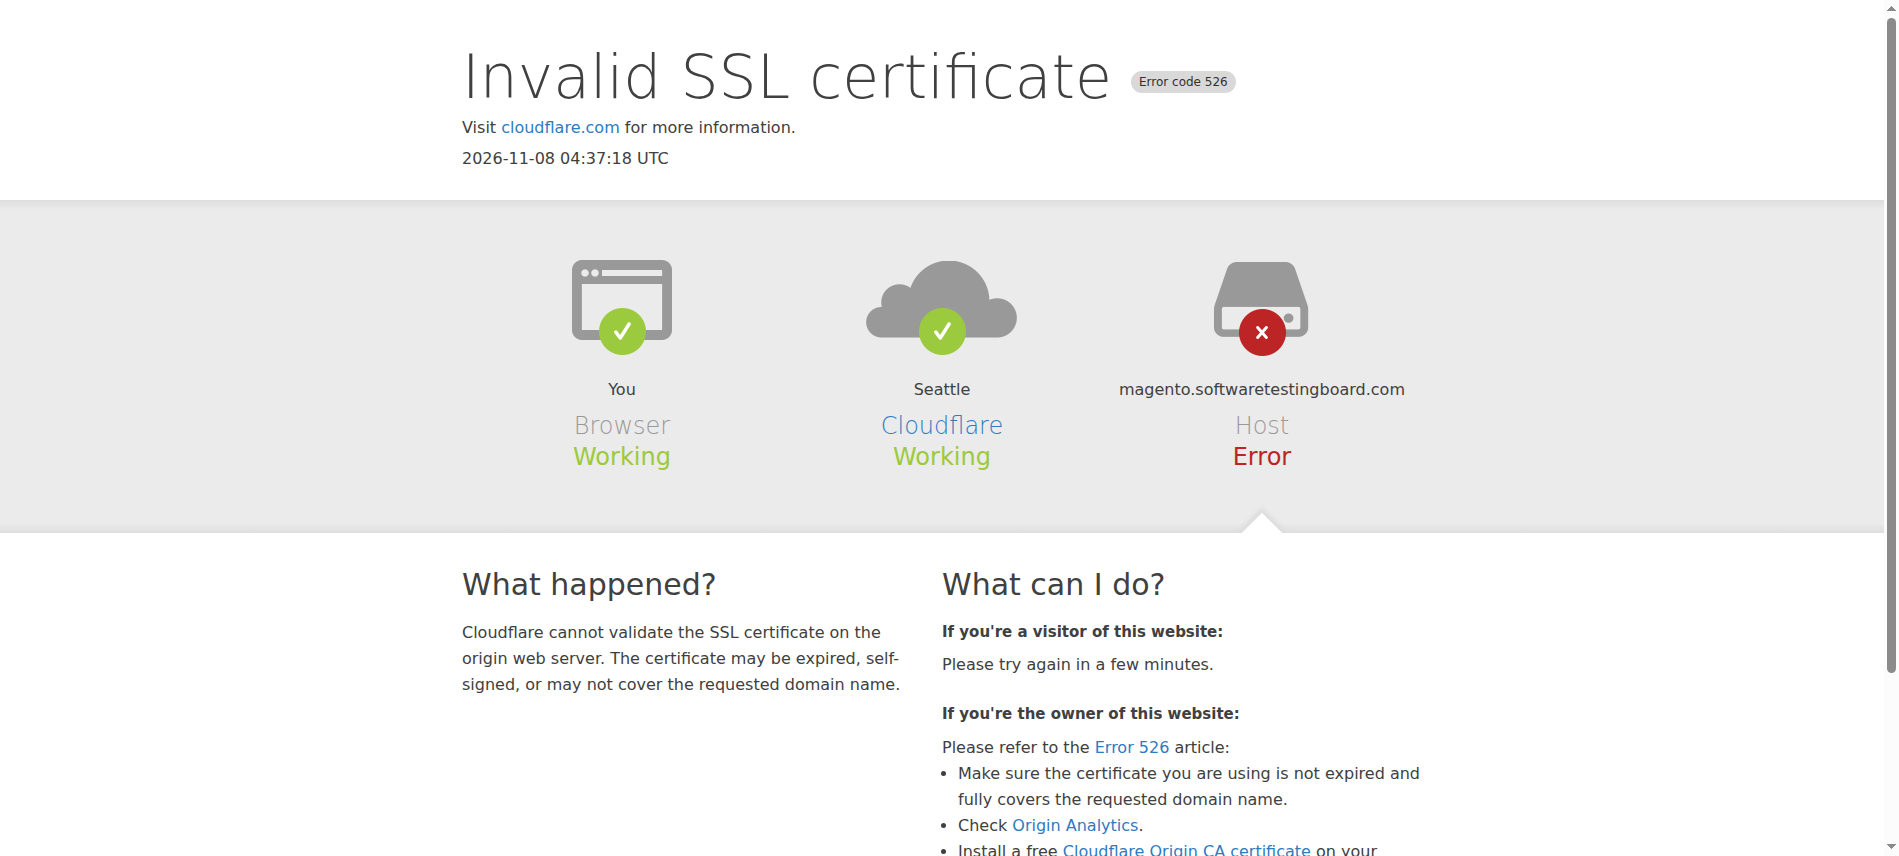 Invalid SSL certificate Error code 526
Visit cloudflare.com for more information.
2026-11-08 04:37:18 UTC
You
Browser
Working
Seattle
Cloudflare
Working
magento.softwaretestingboard.com
Host
Error
What happened?
Cloudflare cannot validate the SSL certificate on the
origin web server. The certificate may be expired, self-
signed, or may not cover the requested domain name.
What can I do?
If you're a visitor of this website:
Please try again in a few minutes.
If you're the owner of this website:
Please refer to the Error 526 article:
• Make sure the certificate you are using is not expired and
fully covers the requested domain name.
• Check Origin Analytics.
• Install a free Cloudflare Origin CA certificate on your